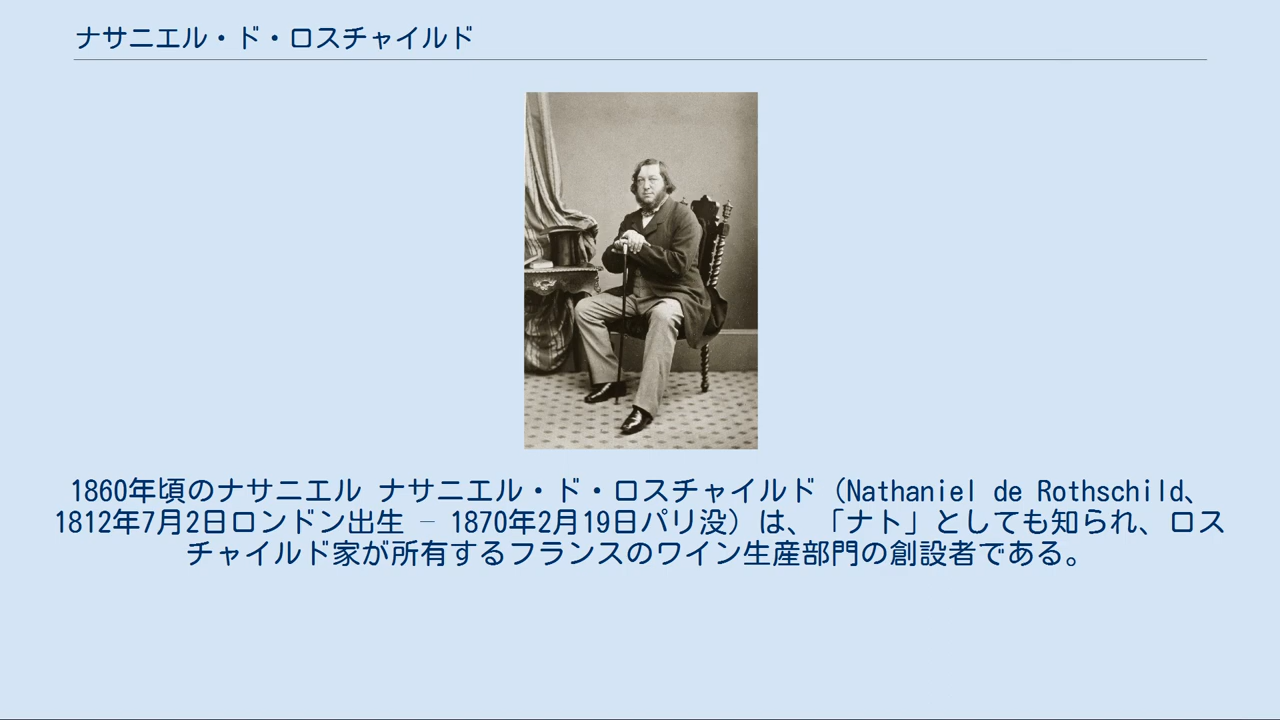 ナサニエル・ド・ロスチャイルド
1860年頃のナサニエル ナサニエル・ド・ロスチャイルド（Nathaniel de Rothschild、
1812年7月2日ロンドン出生 – 1870年2月19日パリ没）は、「ナト」としても知られ、ロス
チャイルド家が所有するフランスのワイン生産部門の創設者である。